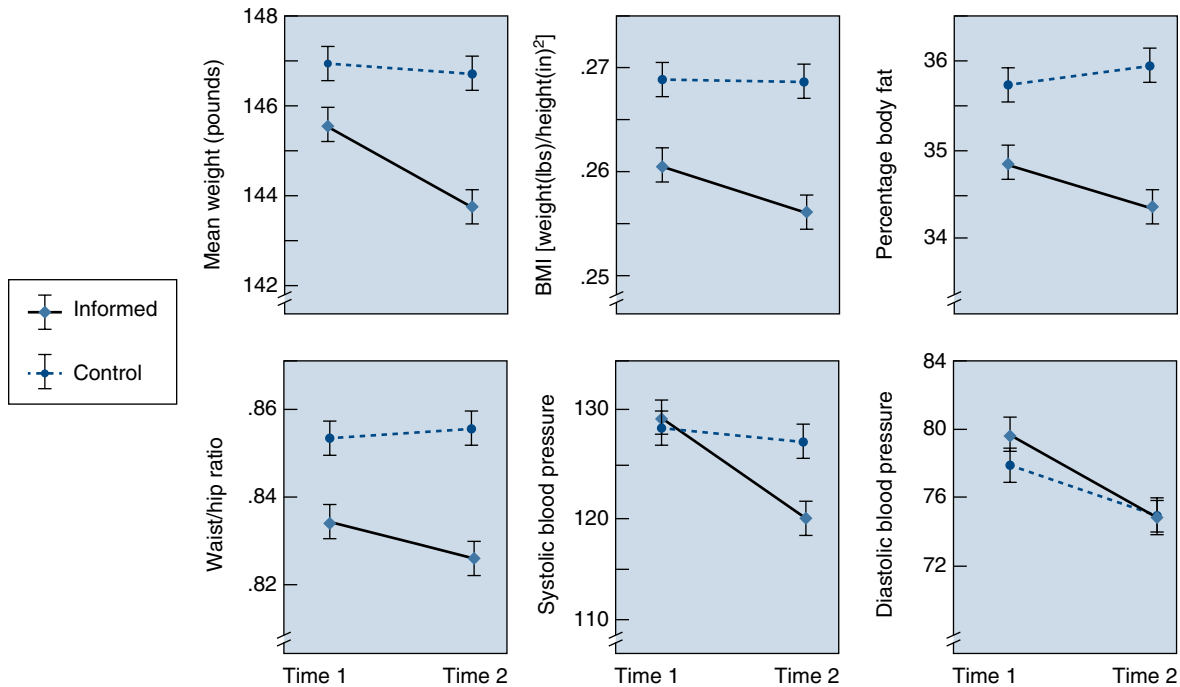 Mean weight (pounds)
148
146
144
142
BMI [weight(lbs)/height(in)²]
.27
.26
.25
Percentage body fat
36
35
34
Informed
Control
Waist/hip ratio
.86
.84
.82
Time 1 Time 2
Systolic blood pressure
130
120
110
Time 1 Time 2
Diastolic blood pressure
84
80
76
72
Time 1 Time 2